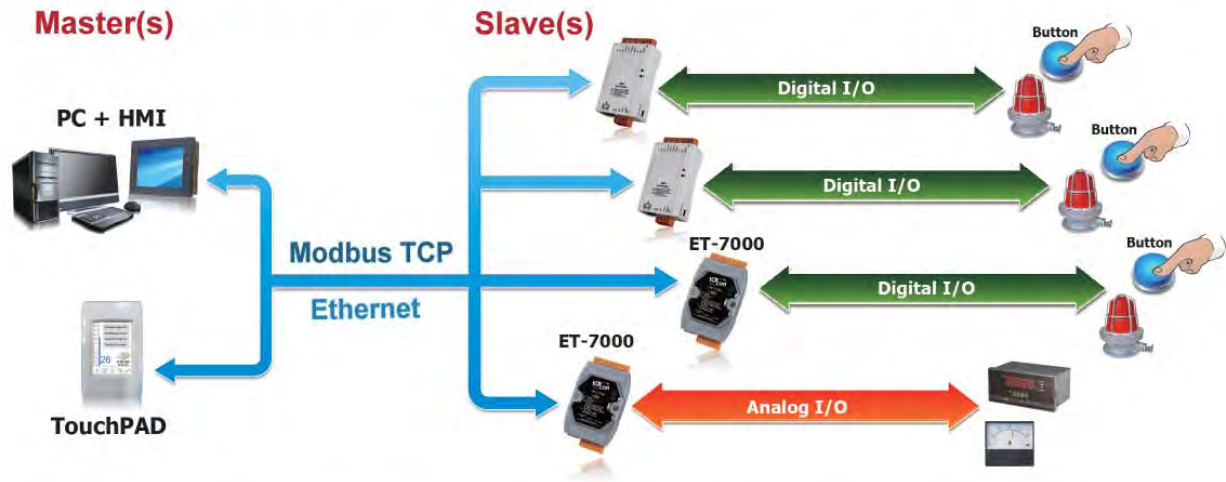 Master(s)
Slave(s)
Button
Digital I/O
PC + HMI
Button
Digital I/O
ET-7000
Button
Modbus TCP
Ethernet
Digital I/O
ET-7000
26
Analog I/O
TouchPAD